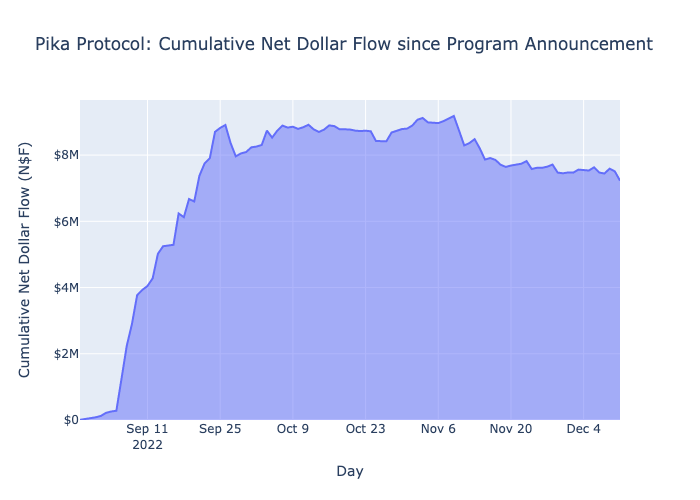 Pika Protocol: Cumulative Net Dollar Flow since Program Announcement
Cumulative Net Dollar Flow (N$F)
$8M
$6M
$4M
$2M
$0
Sep 11
2022
Sep 25
Oct 9
Oct 23
Nov 6
Nov 20
Dec 4
Day